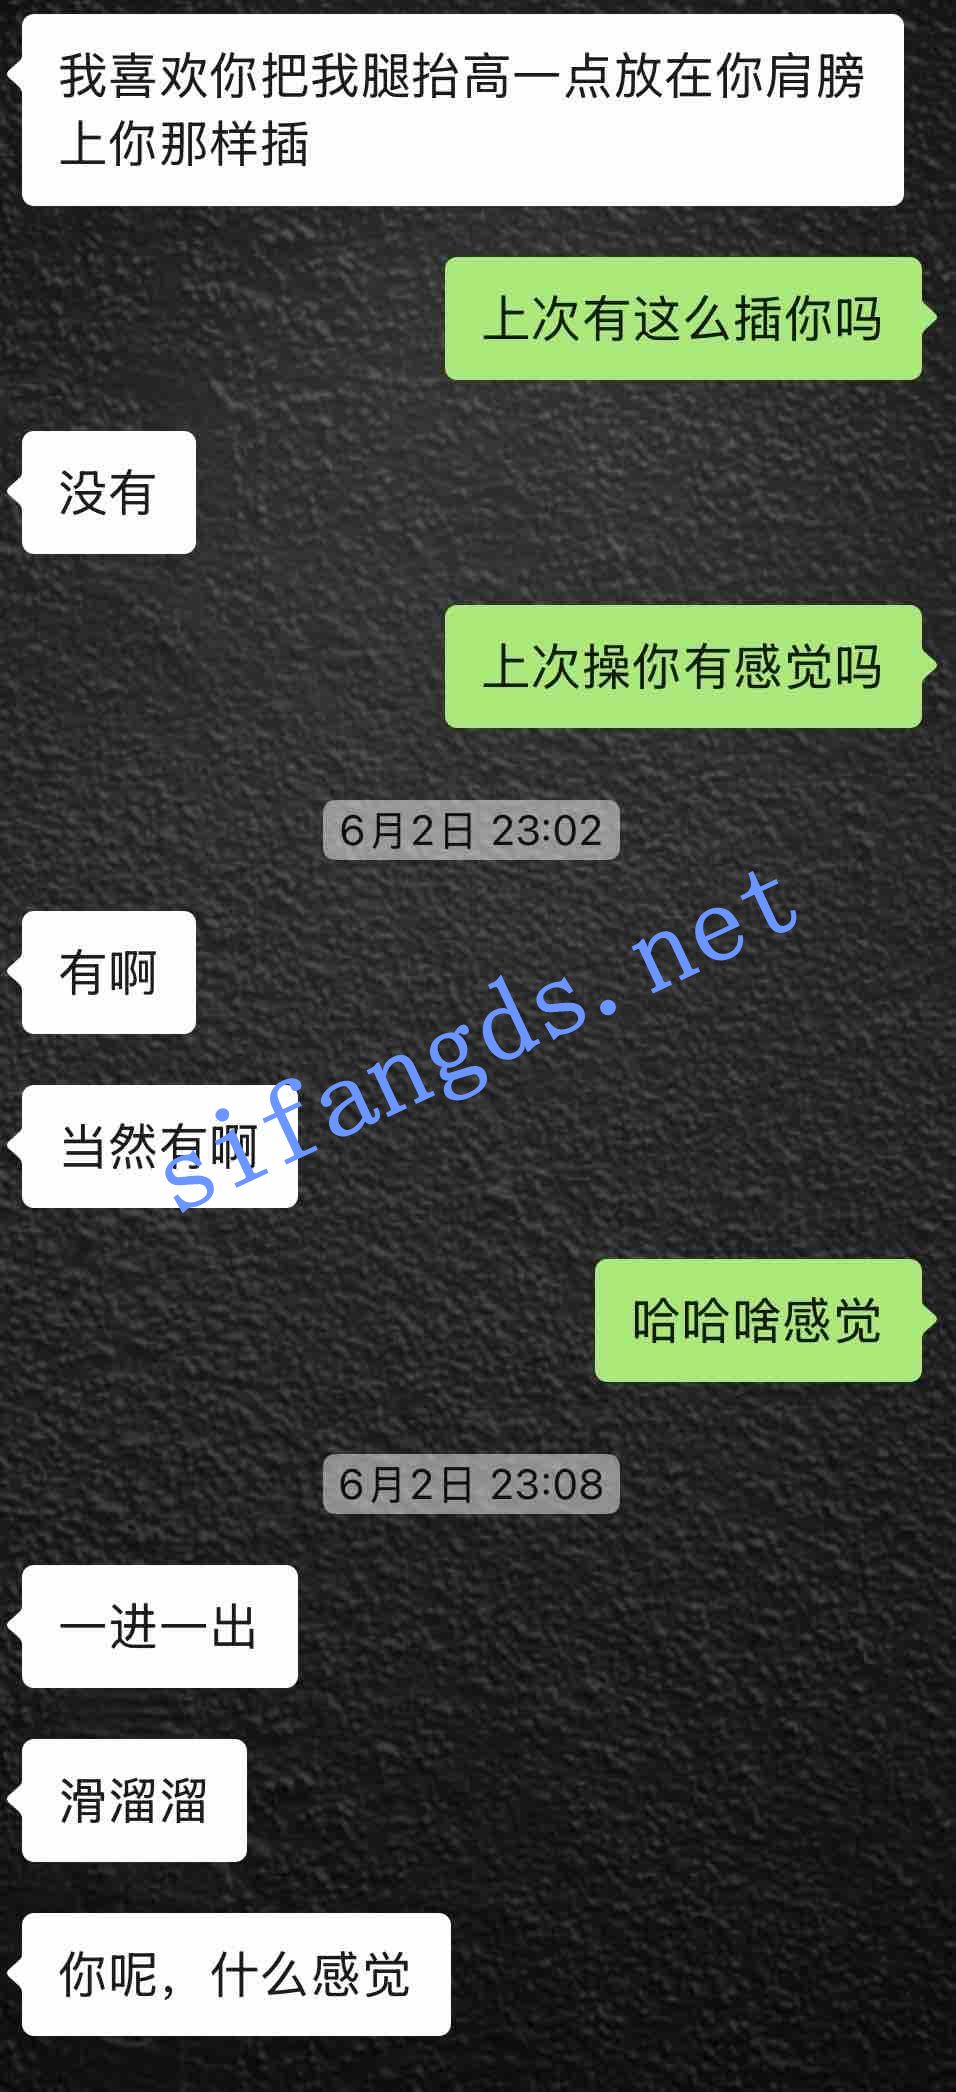 我喜欢你把我腿抬高一点放在你肩膀
上你那样插
上次有这么插你吗
没有
上次操你有感觉吗
6月2日 23:02
有啊
当然有啊
sifangds.net
哈哈啥感觉
6月2日 23:08
一进一出
滑溜溜
你呢，什么感觉